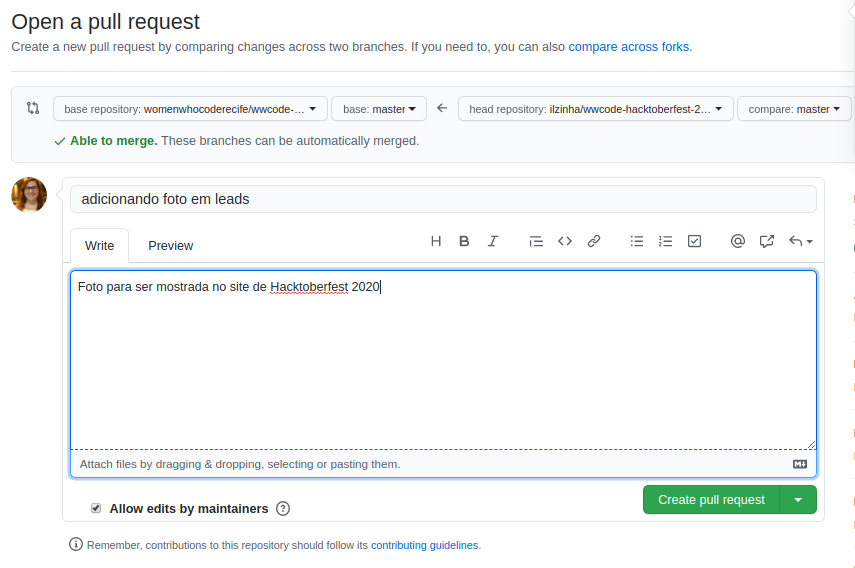 Open a pull request
Create a new pull request by comparing changes across two branches. If you need to, you can also compare across forks.
base repository: womenwhocoderecife/wwcode-... base: master head repository: ilzinha/wwcode-hacktoberfest-2... compare: master
Able to merge. These branches can be automatically merged.
adicionando foto em leads
Write Preview H B I
Foto para ser mostrada no site de Hacktoberfest 2020
Attach files by dragging & dropping, selecting or pasting them.
Allow edits by maintainers Create pull request
Remember, contributions to this repository should follow its contributing guidelines.